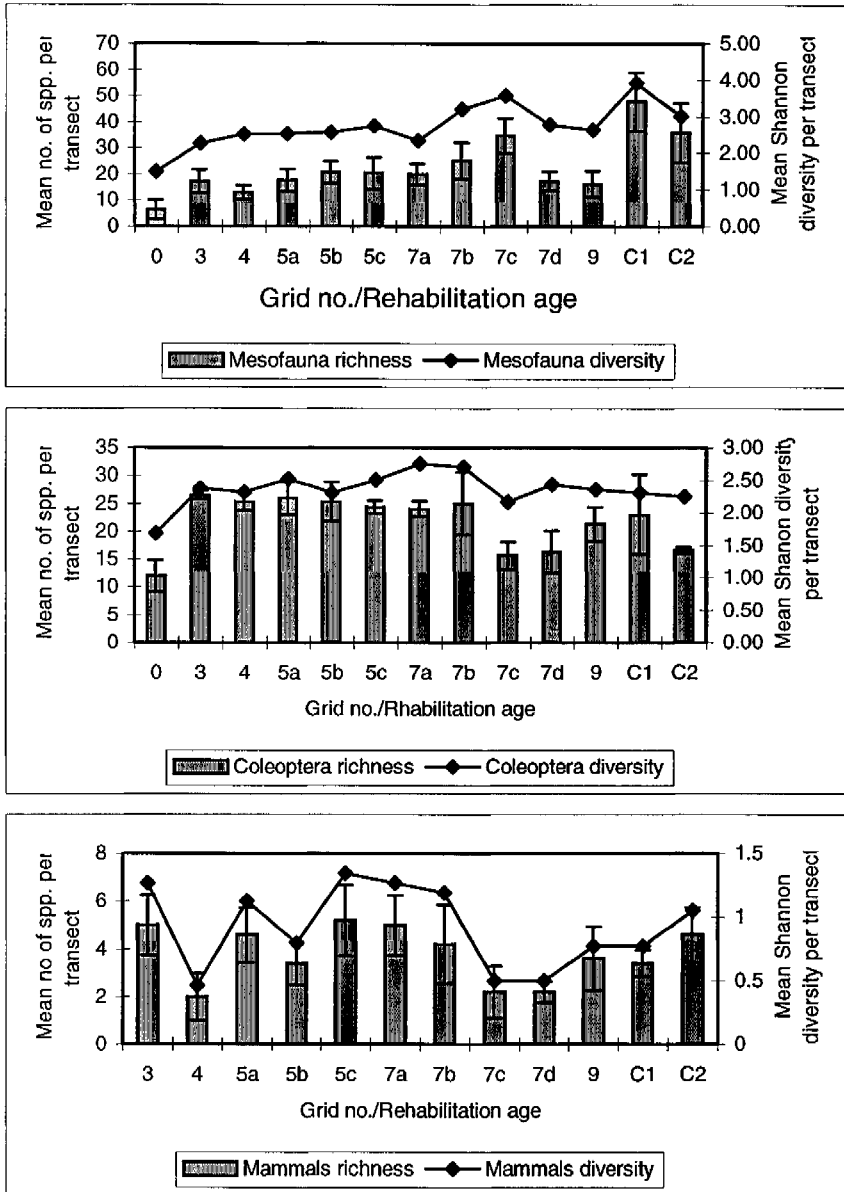 Mean no. of spp. per
transect
70
60
50
40
30
20
10
0
5.00
4.00
3.00
2.00
1.00
0.00
Mean Shannon
diversity per transect
0 3 4 5a 5b 5c 7a 7b 7c 7d 9 C1 C2
Grid no./Rehabilitation age
Mesofauna richness Mesofauna diversity
Mean no. of spp. per
transect
35
30
25
20
15
10
5
0
3.00
2.50
2.00
1.50
1.00
0.50
0.00
Mean Shanon diversity
per transect
0 3 4 5a 5b 5c 7a 7b 7c 7d 9 C1 C2
Grid no./Rhabilitation age
Coleoptera richness Coleoptera diversity
Mean no of spp. per
transect
8
6
4
2
0
1.5
1
0.5
0
Mean Shannon
diversity per transect
3 4 5a 5b 5c 7a 7b 7c 7d 9 C1 C2
Grid no./Rehabilitation age
Mammals richness Mammals diversity